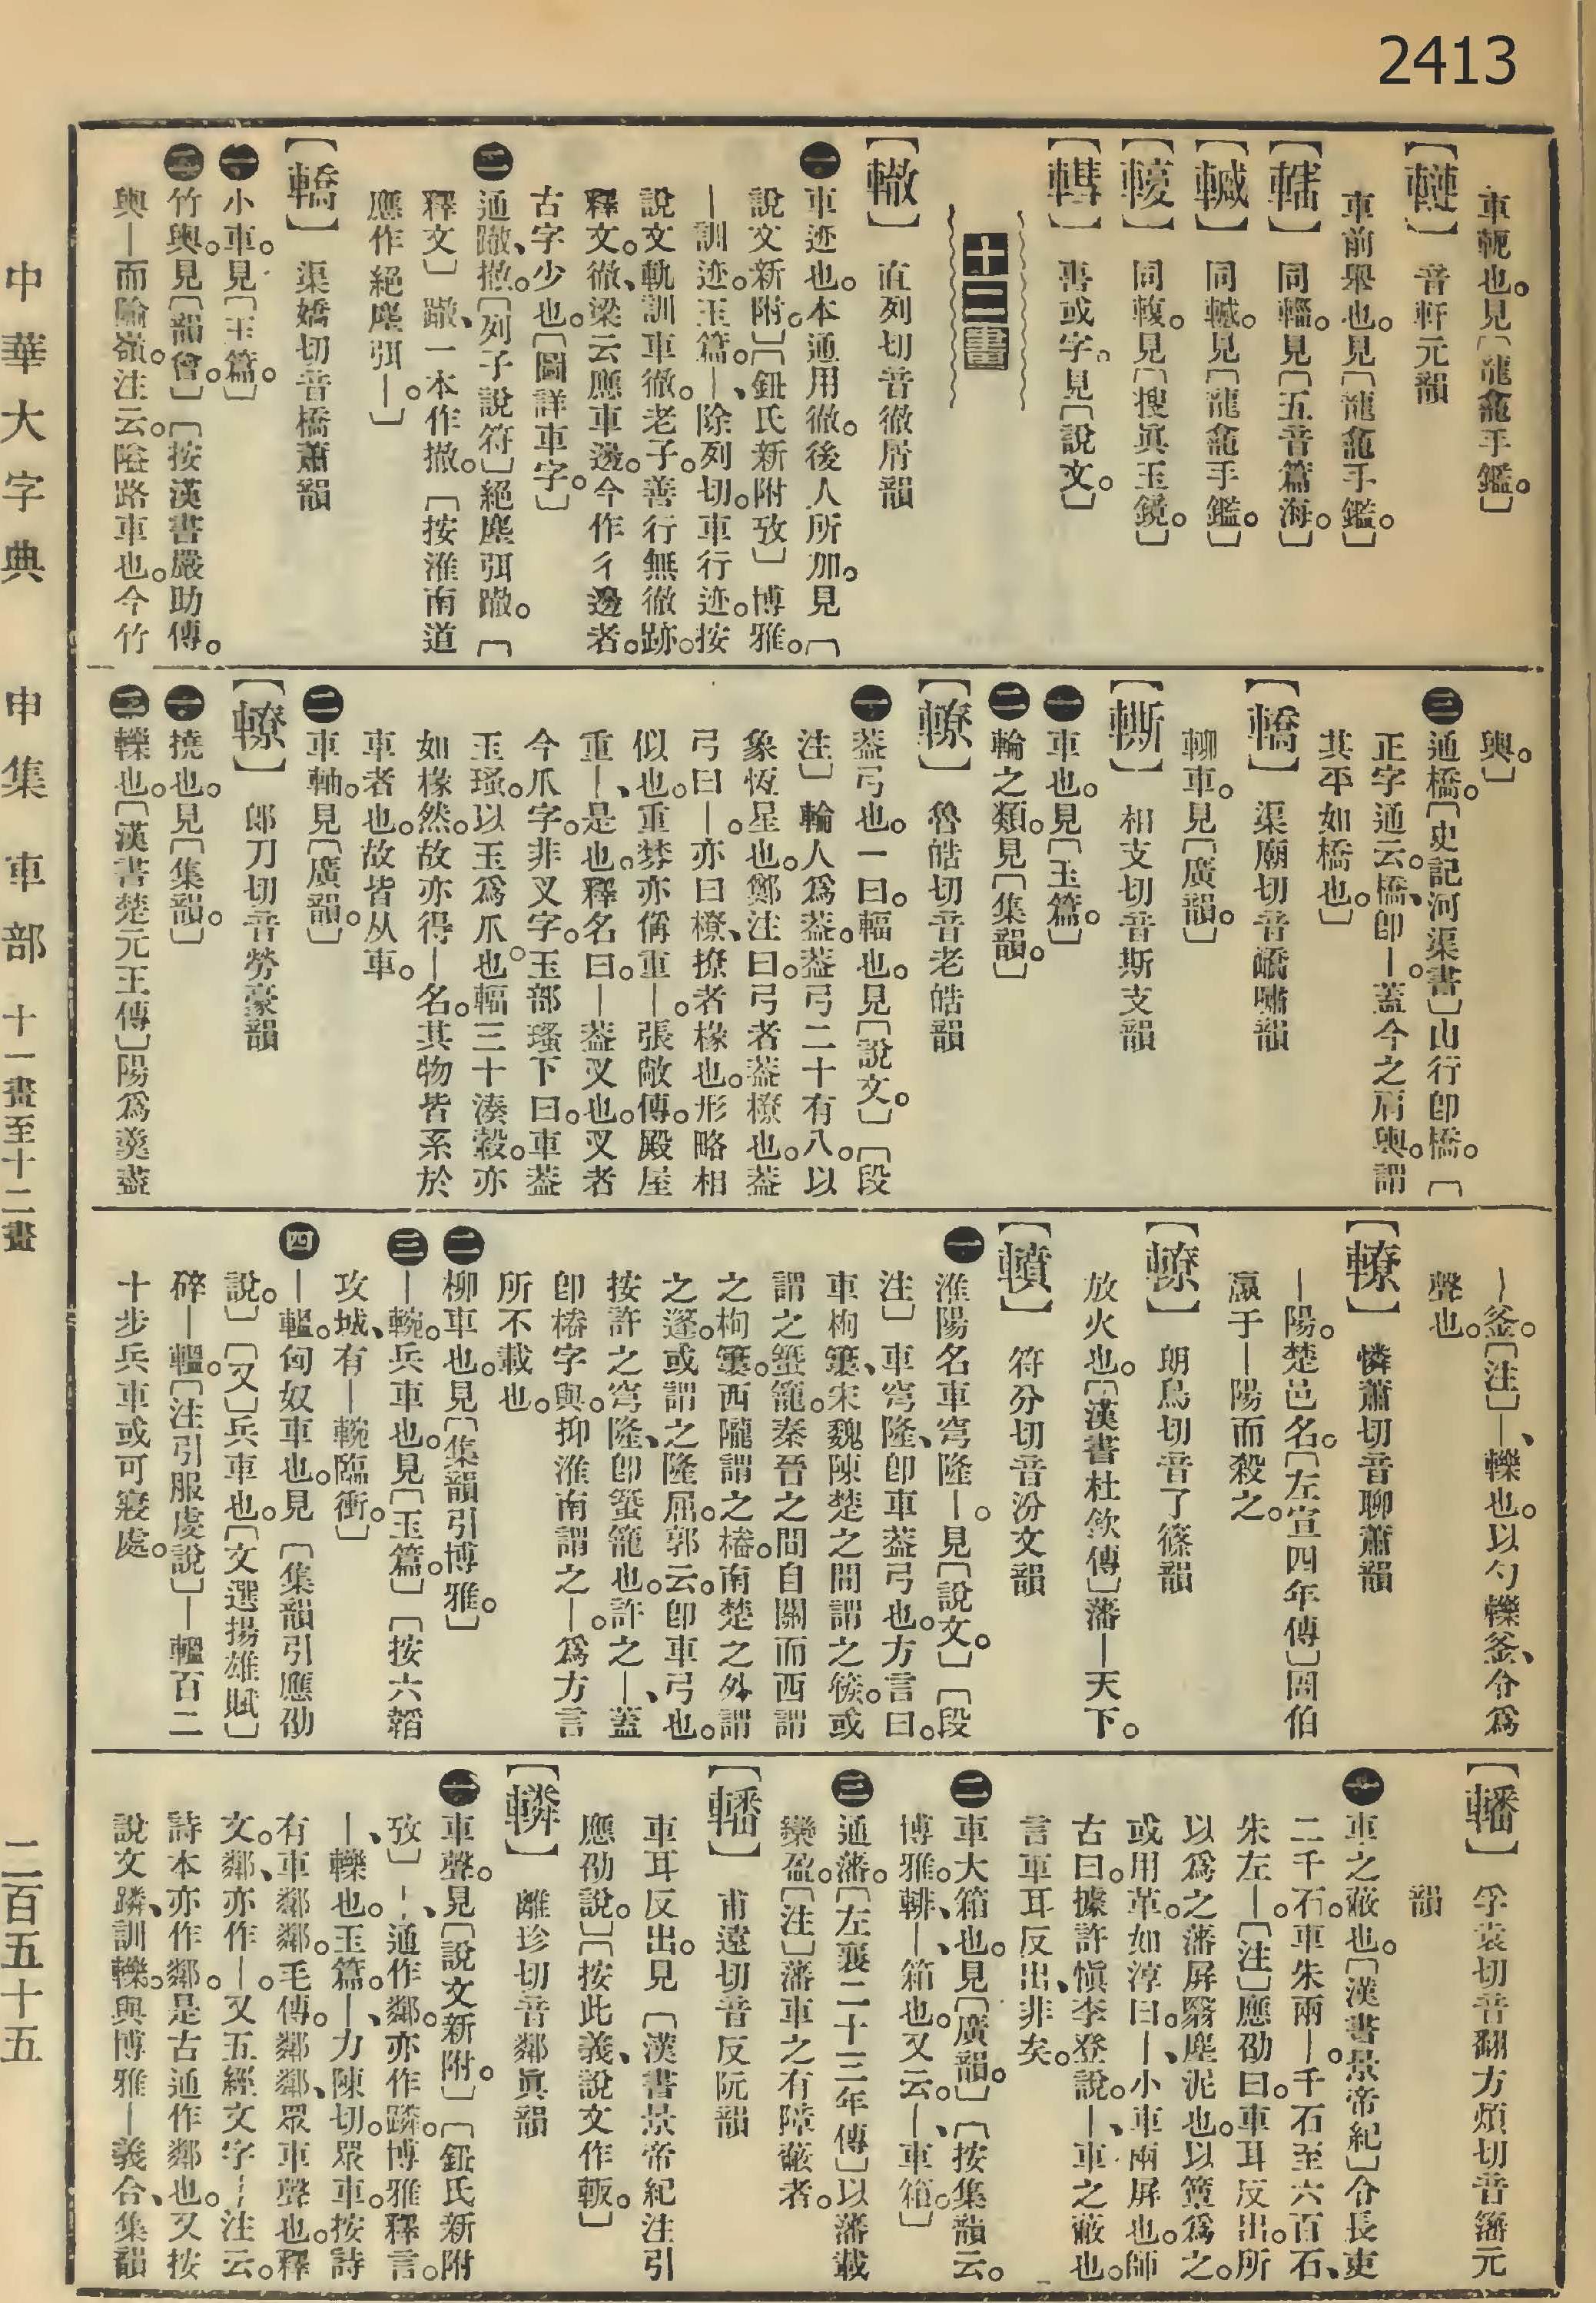 2413
車軛也。見〔龍龕手鑑。〕
〔轋〕 音軒元韻
車前舉也。見〔龍龕手鑑。〕
同轠。見〔五音篇海。〕
同轗。見〔龍龕手鑑。〕
同輹。見〔搜眞玉鏡。〕
〔轊〕 軎或字。見〔說文。〕
十二畫
〔轍〕 直列切音徹屑韻
㊀車迹也。本通用徹。後人所加。見〔
說文新附。〕〔鈕氏新附攷〕博雅。
―訓迹。玉篇。―、除列切。車行迹。按
說文軌訓車徹。老子。善行無徹跡。
釋文。徹、梁云應車邊。今作彳邊者。
古字少也。〔圖詳車字。〕
㊁通蹾、撤。〔列子說符〕絕塵弭轍。〔
釋文〕蹾、一本作撤。〔按淮南道
應作絕塵弭―。〕
〔轎〕 渠嬌切音橋蕭韻
㊀小車。見〔玉篇。〕
㊁竹輿。見〔韻會。〕〔按漢書嚴助傳。
輿―而隃嶺。注云。隘路車也。今竹
輿。〕
㊂通橋。〔史記河渠書〕山行卽橋。〔
正字通云。橋、卽―。蓋今之肩輿。謂
其平如橋也。〕
〔轎〕 渠廟切音嶠嘯韻
轎車。見〔廣韻。〕
〔𨎶〕 相支切音斯支韻
㊀車也。見〔玉篇。〕
㊁輪之類。見〔集韻。〕
〔轑〕 魯皓切音老皓韻
㊀葢弓也。一曰。輻也。見〔說文。〕〔段
注〕輪人爲葢。葢弓二十有八。以
象恆星也。鄭注曰。弓者葢橑也。葢
弓曰―。亦曰橑、撩者椽也。形略相
似也。重棼亦偁重―。張敞傳。殿屋
重―、是也。釋名曰。―葢叉也。叉者
今爪字。非叉字。玉部瑵下曰。車葢
玉瑵。以玉爲爪也。輻三十湊轂。亦
如椽然。故亦得―名。其物皆系於
車者也。故皆从車。
㊁車軸。見〔廣韻。〕
〔轑〕 郎刀切音勞豪韻
㊀撓也。見〔集韻。〕
㊁轢也。〔漢書楚元王傳〕陽爲羹盡
―釜。〔注〕―、轢也。以勺轢釜、令爲
聲也。
〔轑〕 憐蕭切音聊蕭韻
―陽。楚邑名。〔左宣四年傳〕圄伯
嬴于―陽而殺之。
〔轑〕 朗鳥切音了篠韻
放火也。〔漢書杜欽傳〕藩―天下。
〔轒〕 符分切音汾文韻
㊀淮陽名車穹隆―。見〔說文。〕〔段
注〕車穹隆、卽車葢弓也。方言曰。
車枸簍、宋魏陳楚之間謂之篷。或
謂之𥵂籠。秦晉之間自關而西謂
之枸簍。西隴謂之㮥。南楚之外謂
之篷。或謂之隆屈。郭云。卽車弓也。
按許之穹隆、卽𥵂籠也。許之―、蓋
卽㮥字與。抑淮南謂之―。爲方言
所不載也。
㊁柳車也。見〔集韻引博雅。〕
㊂―輓。兵車也。見〔玉篇。〕〔按六韜
攻城、有―轀臨衝。〕
㊃―轀。匈奴車也。見〔集韻引應劭
說。〕〔又〕兵車也。〔文選揚雄賦〕
碎―轀。〔注引服虔說〕―轀百二
十步兵車或可寢處。
〔轓〕 孚袁切音翻方煩切音籓元
韻
㊀車之蔽也。〔漢書景帝紀〕令長吏
二千石。車朱兩―。千石至六百石、
朱左―。〔注〕應劭曰。車耳反出。所
以爲之藩屏翳塵泥也。以簟爲之。
或用革。如淳曰。―、小車兩屏也。師
古曰。據許愼李登說。―、車之蔽也。
言車耳反出、非矣。
㊁車大箱也。見〔廣韻。〕〔按集韻云。
博雅。𨍍―、箱也。又云。―、車箱。〕
㊂通藩。〔左襄二十三年傳〕以藩載
欒盈。〔注〕藩車之有障蔽者。
〔轓〕 甫遠切音反阮韻
車耳反出。見〔漢書景帝紀注引
應劭說。〕〔按此義、說文作軬。〕
〔轔〕 離珍切音鄰眞韻
㊀車聲。見〔說文新附。〕〔鈕氏新附
攷〕―、通作鄰。亦作蹸。博雅釋言。
―、轢也。玉篇。―、力陳切。眾車。按詩
有車鄰鄰。毛傳。鄰鄰、眾車聲也。釋
文。鄰、亦作―。又五經文字―注云。
詩本亦作鄰。是古通作鄰也。又按
說文蹸、訓轢。與博雅―義合、集韻
中華大字典 申集 車部 十一畫至十二畫 二百五十五